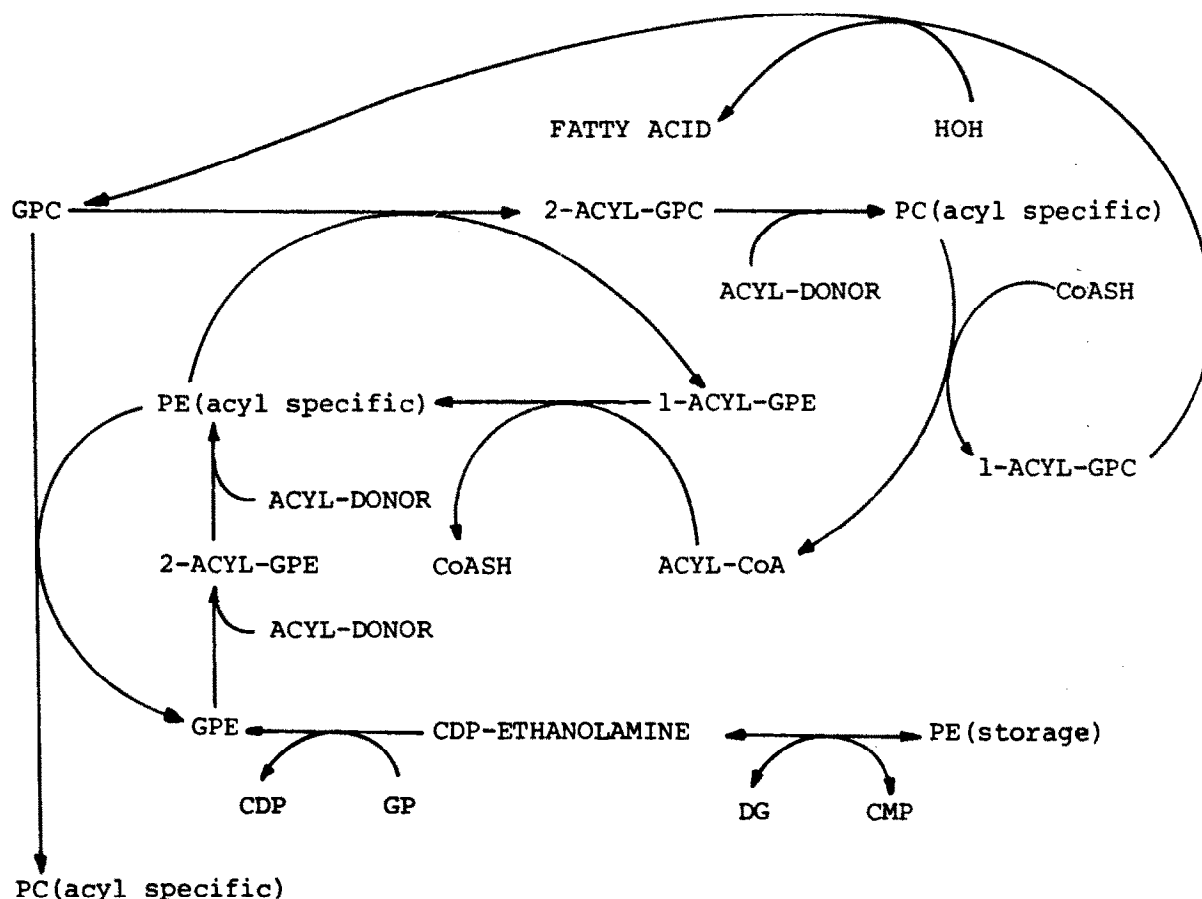 FATTY ACID HOH
GPC 2-ACYL-GPC PC(acyl specific)
ACYL-DONOR CoASH
PE(acyl specific) 1-ACYL-GPE
1-ACYL-GPC
ACYL-DONOR
2-ACYL-GPE CoASH ACYL-CoA
ACYL-DONOR
GPE CDP-ETHANOLAMINE PE(storage)
CDP GP DG CMP
PC(acyl specific)